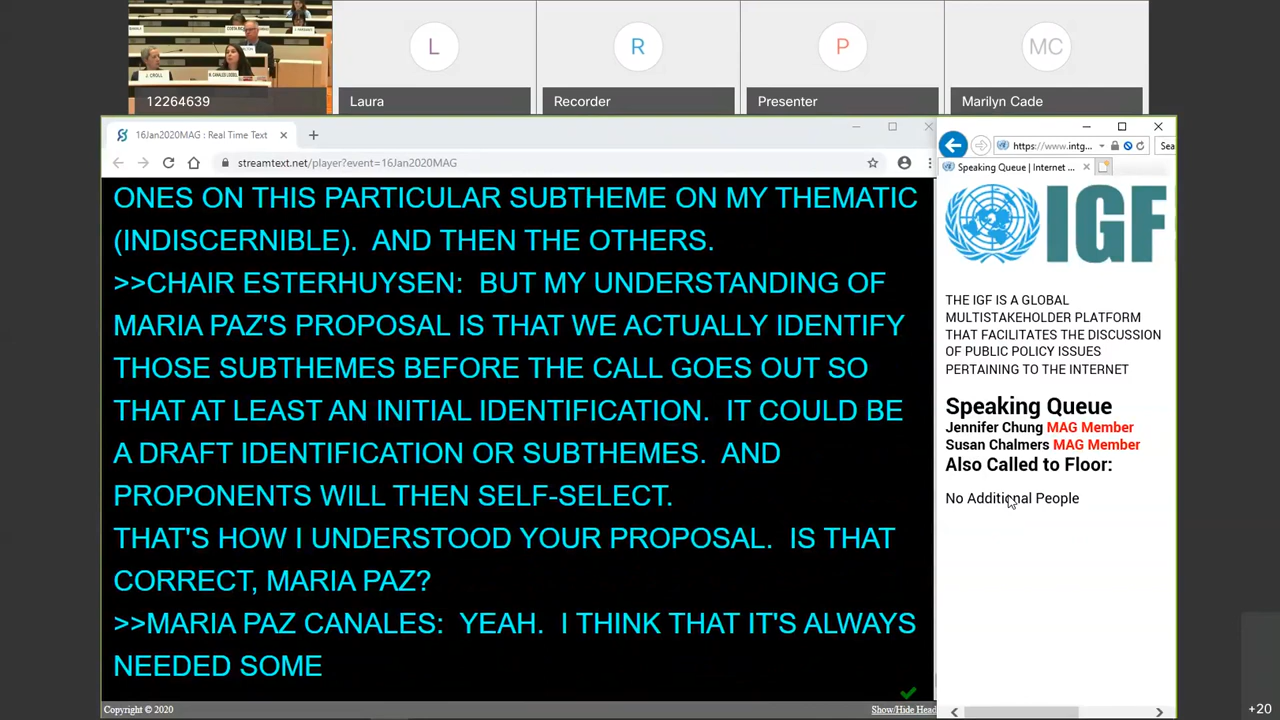 J. CROLL
M. CANALES LOEBEL
12264639
L
Laura
R
Recorder
P
Presenter
MC
Marilyn Cade
16Jan2020MAG : Real Time Text
streamtext.net/player?event=16Jan2020MAG
ONES ON THIS PARTICULAR SUBTHEME ON MY THEMATIC
(INDISCERNIBLE). AND THEN THE OTHERS.
>>CHAIR ESTERHUYSEN: BUT MY UNDERSTANDING OF
MARIA PAZ'S PROPOSAL IS THAT WE ACTUALLY IDENTIFY
THOSE SUBTHEMES BEFORE THE CALL GOES OUT SO
THAT AT LEAST AN INITIAL IDENTIFICATION. IT COULD BE
A DRAFT IDENTIFICATION OR SUBTHEMES. AND
PROPONENTS WILL THEN SELF-SELECT.
THAT'S HOW I UNDERSTOOD YOUR PROPOSAL. IS THAT
CORRECT, MARIA PAZ?
>>MARIA PAZ CANALES: YEAH. I THINK THAT IT'S ALWAYS
NEEDED SOME
Copyright © 2020
Show/Hide Head
https://www.intg
Sea
Speaking Queue | Internet ...
IGF
THE IGF IS A GLOBAL
MULTISTAKEHOLDER PLATFORM
THAT FACILITATES THE DISCUSSION
OF PUBLIC POLICY ISSUES
PERTAINING TO THE INTERNET
Speaking Queue
Jennifer Chung MAG Member
Susan Chalmers MAG Member
Also Called to Floor:
No Additional People
+20